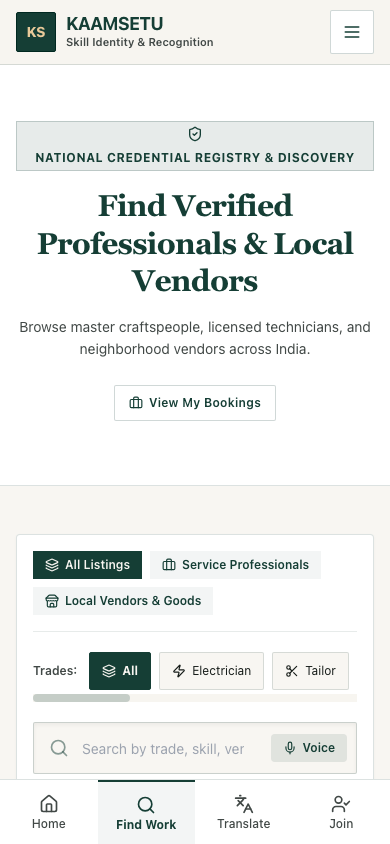 KS
KAAMSETU
Skill Identity & Recognition
NATIONAL CREDENTIAL REGISTRY & DISCOVERY
Find Verified
Professionals & Local
Vendors
Browse master craftspeople, licensed technicians, and
neighborhood vendors across India.
View My Bookings
All Listings
Service Professionals
Local Vendors & Goods
Trades:
All
Electrician
Tailor
Search by trade, skill, ver
Voice
Home
Find Work
Translate
Join